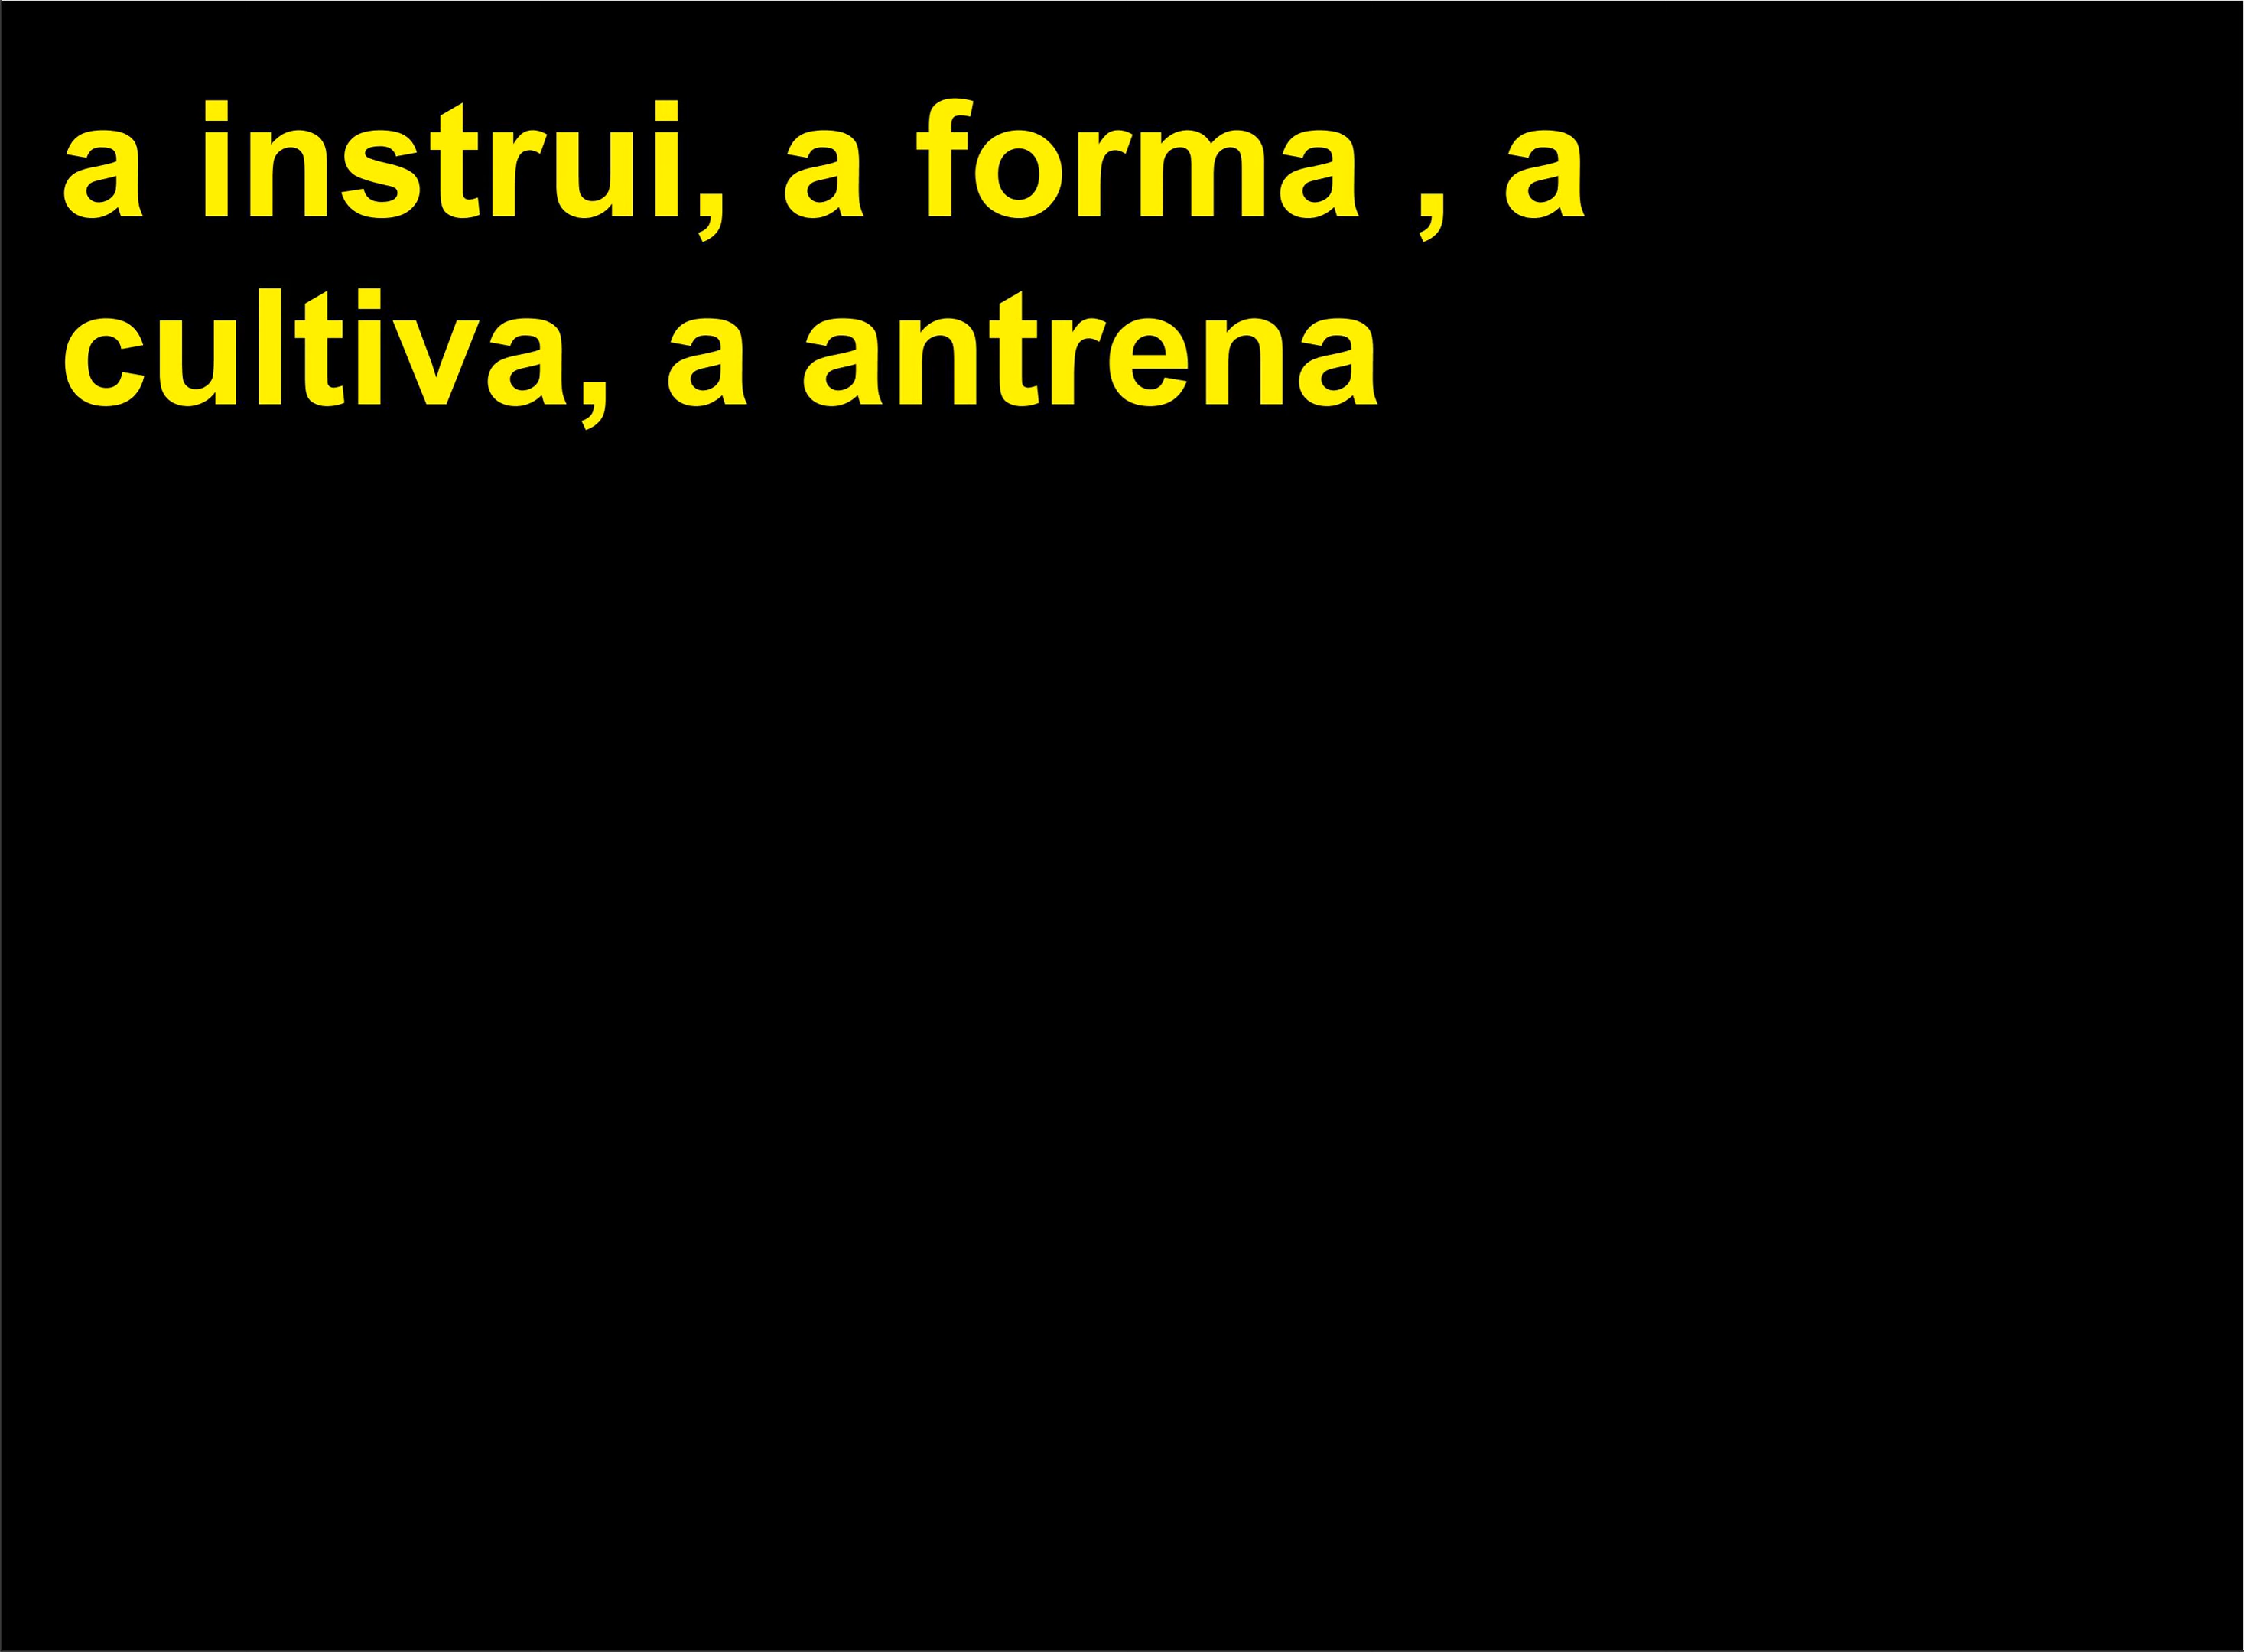 a instrui, a forma , a
cultiva, a antrena